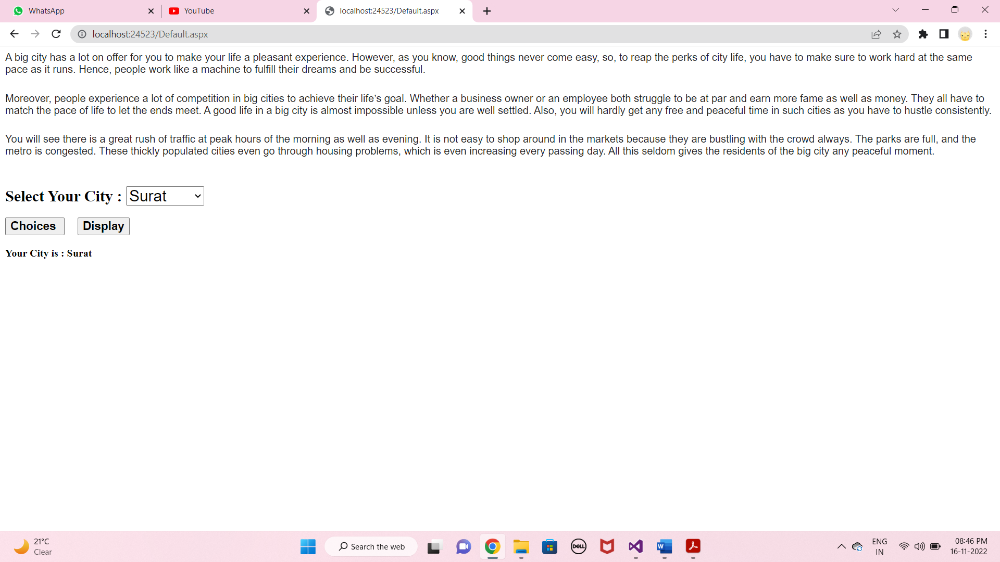 WhatsApp
YouTube
localhost:24523/Default.aspx
localhost:24523/Default.aspx
A big city has a lot on offer for you to make your life a pleasant experience. However, as you know, good things never come easy, so, to reap the perks of city life, you have to make sure to work hard at the same
pace as it runs. Hence, people work like a machine to fulfill their dreams and be successful.
Moreover, people experience a lot of competition in big cities to achieve their life’s goal. Whether a business owner or an employee both struggle to be at par and earn more fame as well as money. They all have to
match the pace of life to let the ends meet. A good life in a big city is almost impossible unless you are well settled. Also, you will hardly get any free and peaceful time in such cities as you have to hustle consistently.
You will see there is a great rush of traffic at peak hours of the morning as well as evening. It is not easy to shop around in the markets because they are bustling with the crowd always. The parks are full, and the
metro is congested. These thickly populated cities even go through housing problems, which is even increasing every passing day. All this seldom gives the residents of the big city any peaceful moment.
Select Your City : Surat
Choices Display
Your City is : Surat
21°C
Clear
Search the web
DELL
W
ENG
IN
08:46 PM
16-11-2022